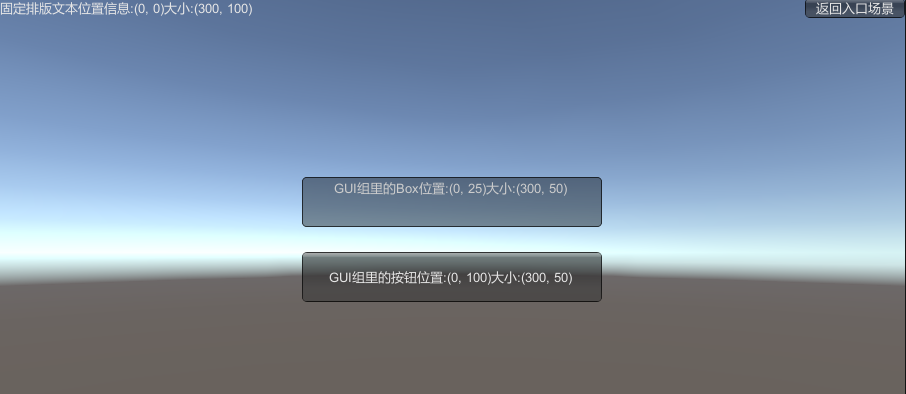 固定排版文本位置信息:(0, 0)大小:(300, 100)
返回入口场景
GUI组里的Box位置:(0, 25)大小:(300, 50)
GUI组里的按钮位置:(0, 100)大小:(300, 50)